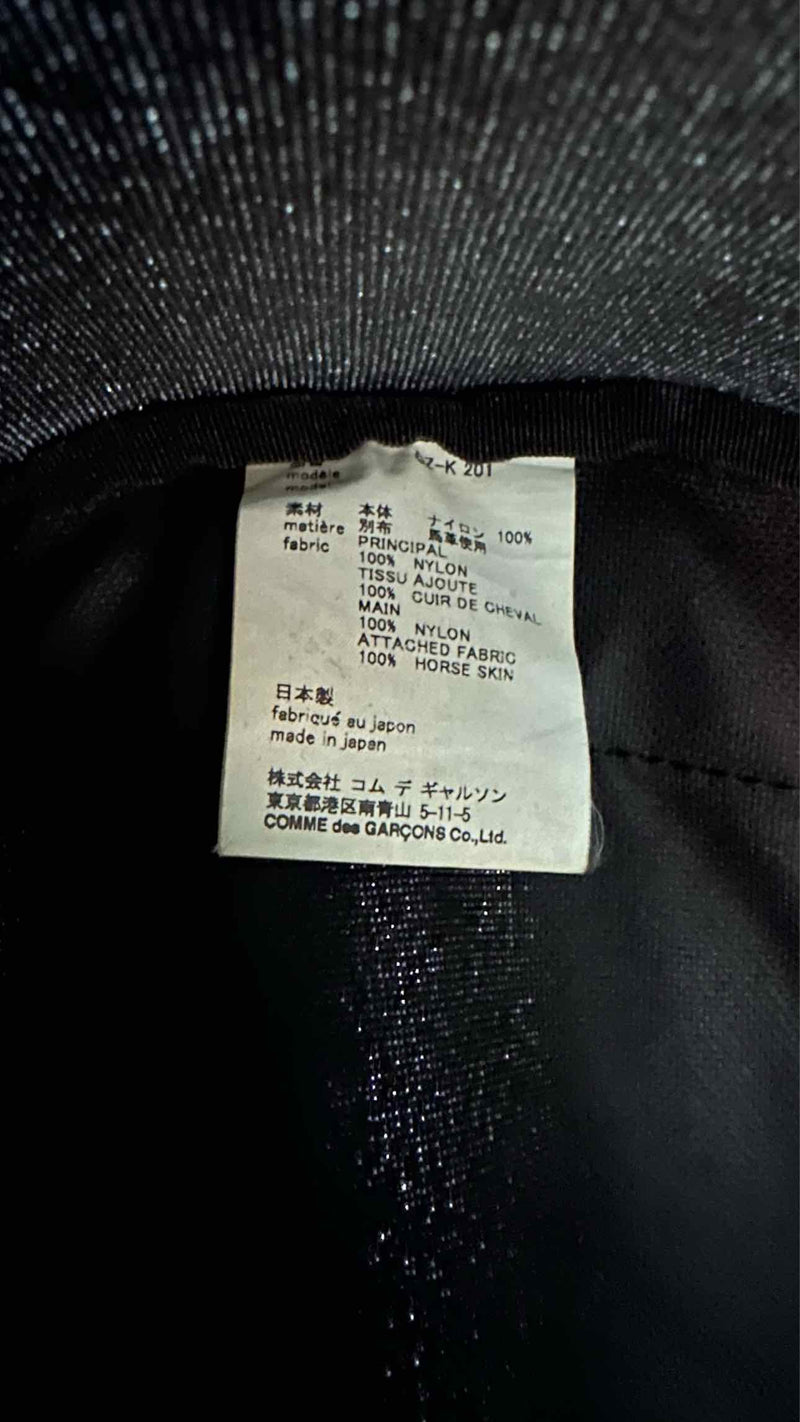 modèle Z-K 201
model
素材 本体 ナイロン 100%
matière 別布 馬革使用
fabric PRINCIPAL
100% NYLON
TISSU AJOUTE
100% CUIR DE CHEVAL
MAIN
100% NYLON
ATTACHED FABRIC
100% HORSE SKIN
日本製
fabriqué au japon
made in japan
株式会社 コム デ ギャルソン
東京都港区南青山 5-11-5
COMME des GARÇONS Co.,Ltd.